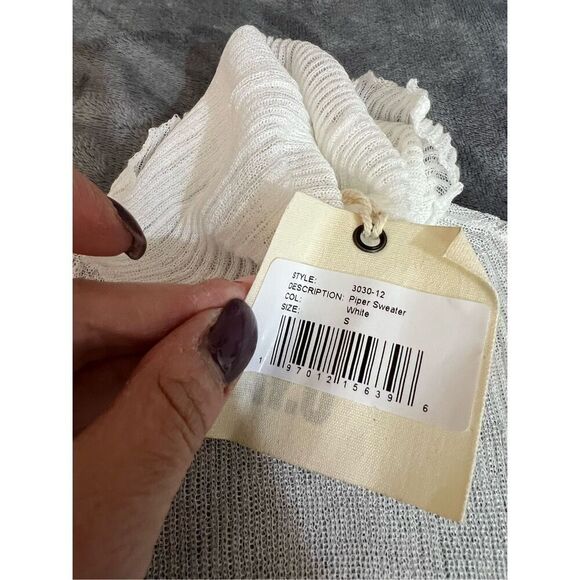 STYLE: 3030-12
DESCRIPTION: Piper Sweater
COL: White
SIZE: S
1 97012 15639 6